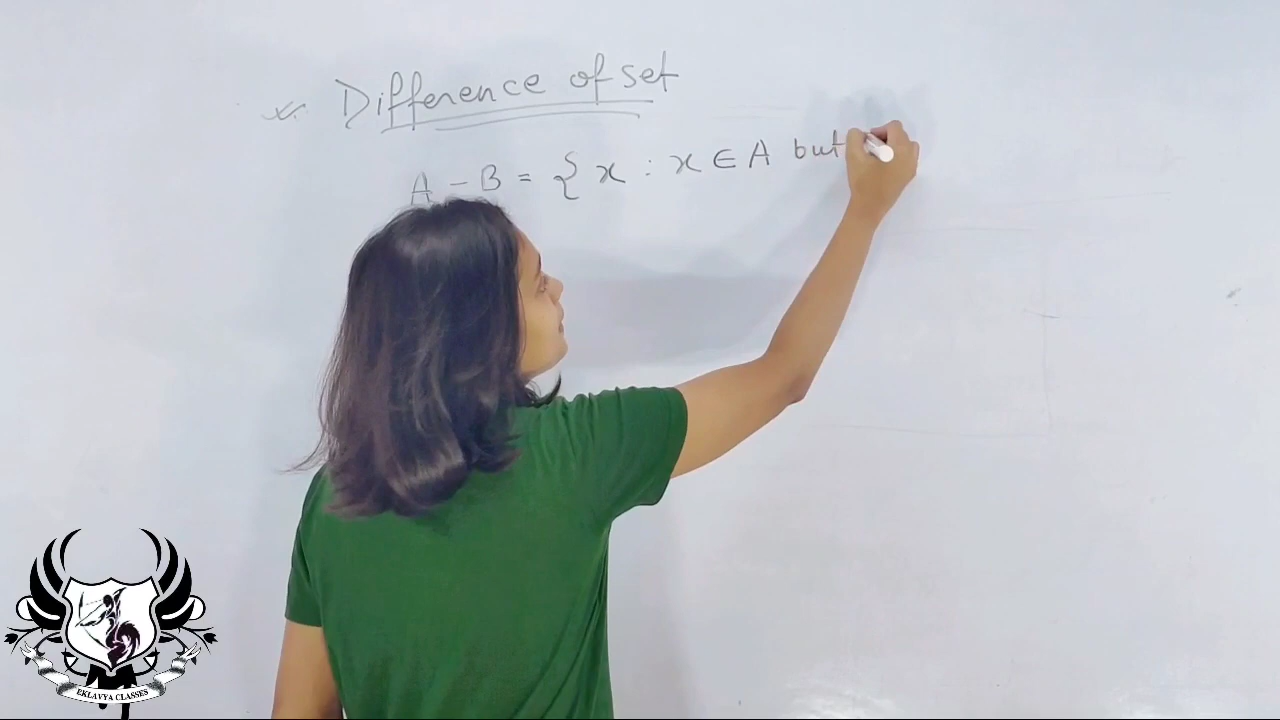 Difference of set
A - B = { x : x ∈ A but
EKLAVYA CLASSES